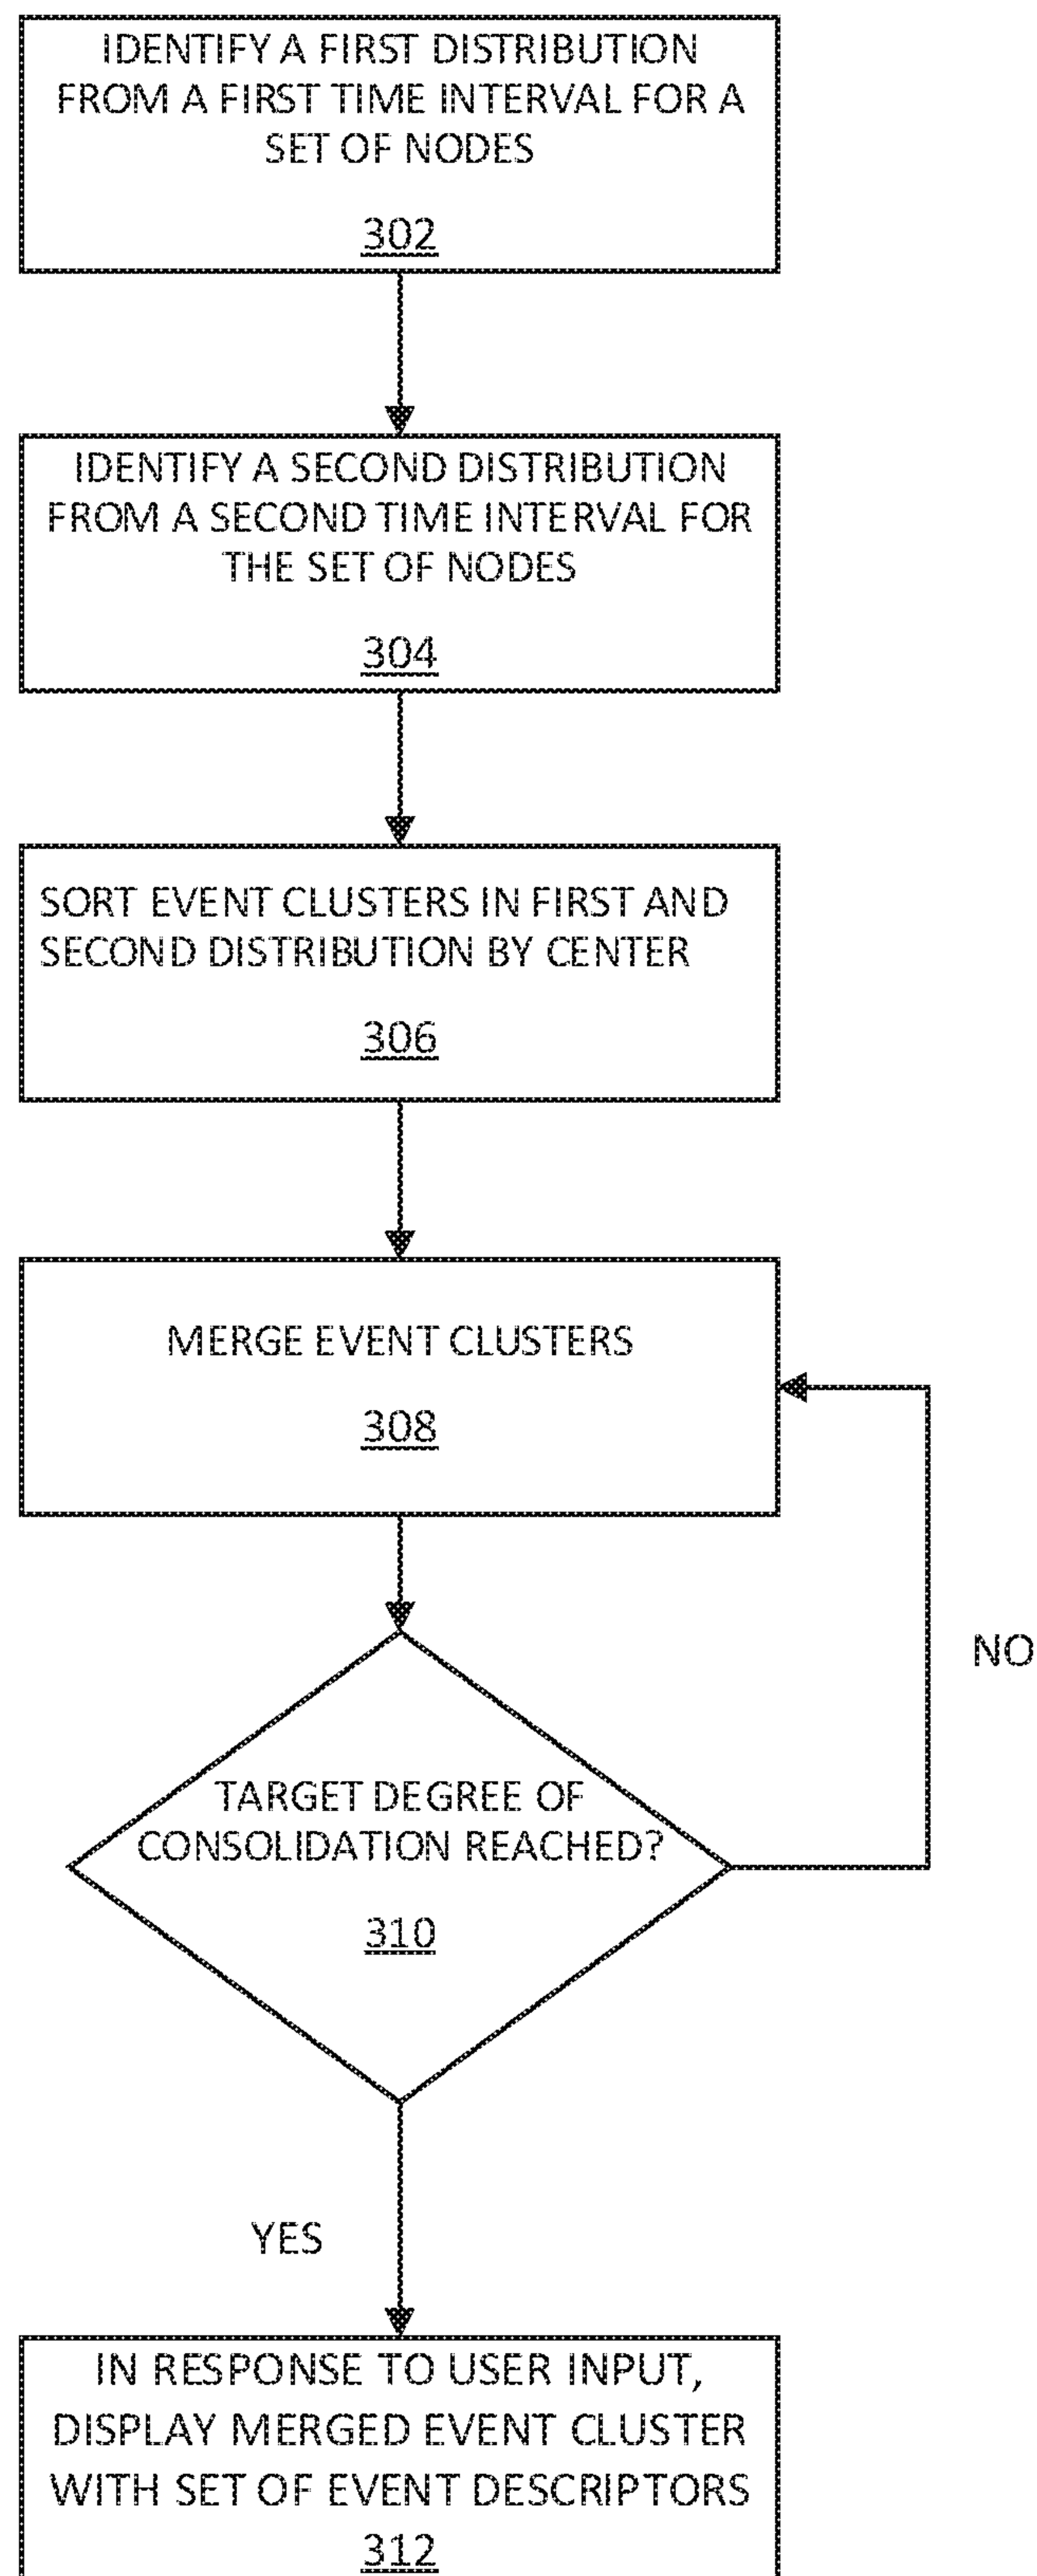 IDENTIFY A FIRST DISTRIBUTION
FROM A FIRST TIME INTERVAL FOR A
SET OF NODES
302
IDENTIFY A SECOND DISTRIBUTION
FROM A SECOND TIME INTERVAL FOR
THE SET OF NODES
304
SORT EVENT CLUSTERS IN FIRST AND
SECOND DISTRIBUTION BY CENTER
306
MERGE EVENT CLUSTERS
308
NO
TARGET DEGREE OF
CONSOLIDATION REACHED?
310
YES
IN RESPONSE TO USER INPUT,
DISPLAY MERGED EVENT CLUSTER
WITH SET OF EVENT DESCRIPTORS
312